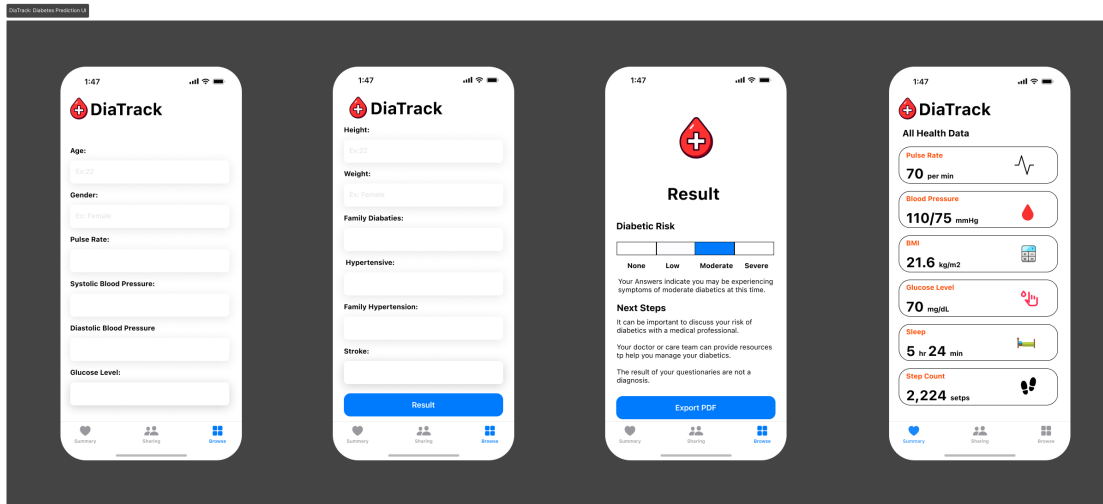 DiaTrack: Diabetes Prediction UI
1:47
DiaTrack
Age:
Ex:22
Gender:
Ex: Female
Pulse Rate:
Systolic Blood Pressure:
Diastolic Blood Pressure
Glucose Level:
Summary
Sharing
Browse
1:47
DiaTrack
Height:
Ex:22
Weight:
Ex: Female
Family Diabaties:
Hypertensive:
Family Hypertension:
Stroke:
Result
Summary
Sharing
Browse
1:47
Result
Diabetic Risk
None Low Moderate Severe
Your Answers indicate you may be experiencing
symptoms of moderate diabetics at this time.
Next Steps
It can be important to discuss your risk of
diabetics with a medical professional.
Your doctor or care team can provide resources
tp help you manage your diabetics.
The result of your questionaries are not a
diagnosis.
Export PDF
Summary
Sharing
Browse
1:47
DiaTrack
All Health Data
Pulse Rate
70 per min
Blood Pressure
110/75 mmHg
BMI
21.6 kg/m2
Glucose Level
70 mg/dL
Sleep
5 hr 24 min
Step Count
2,224 setps
Summary
Sharing
Browse